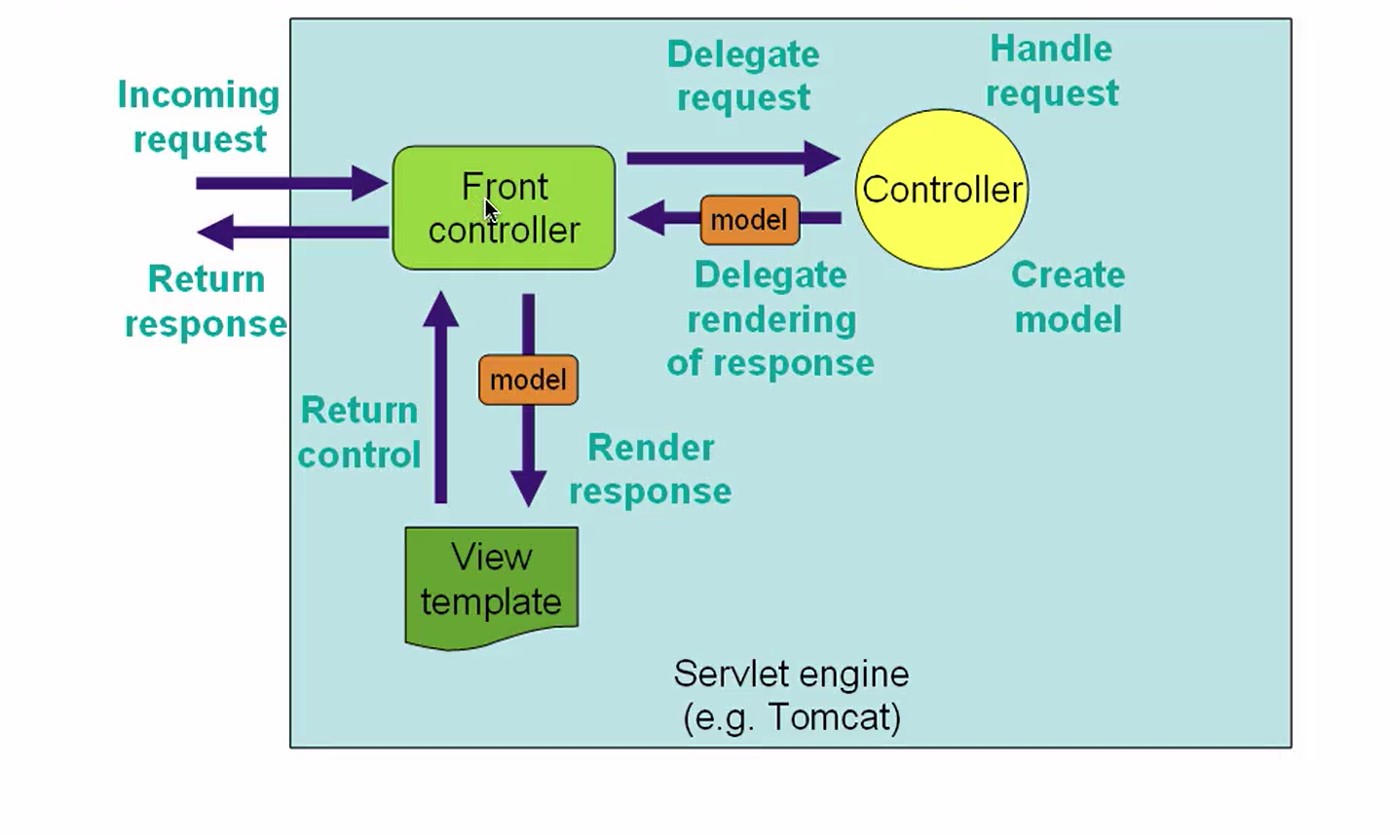 Incoming
request
Return
response
Front
controller
Delegate
request
Handle
request
Controller
model
Delegate
rendering
of response
Create
model
Return
control
model
Render
response
View
template
Servlet engine
(e.g. Tomcat)